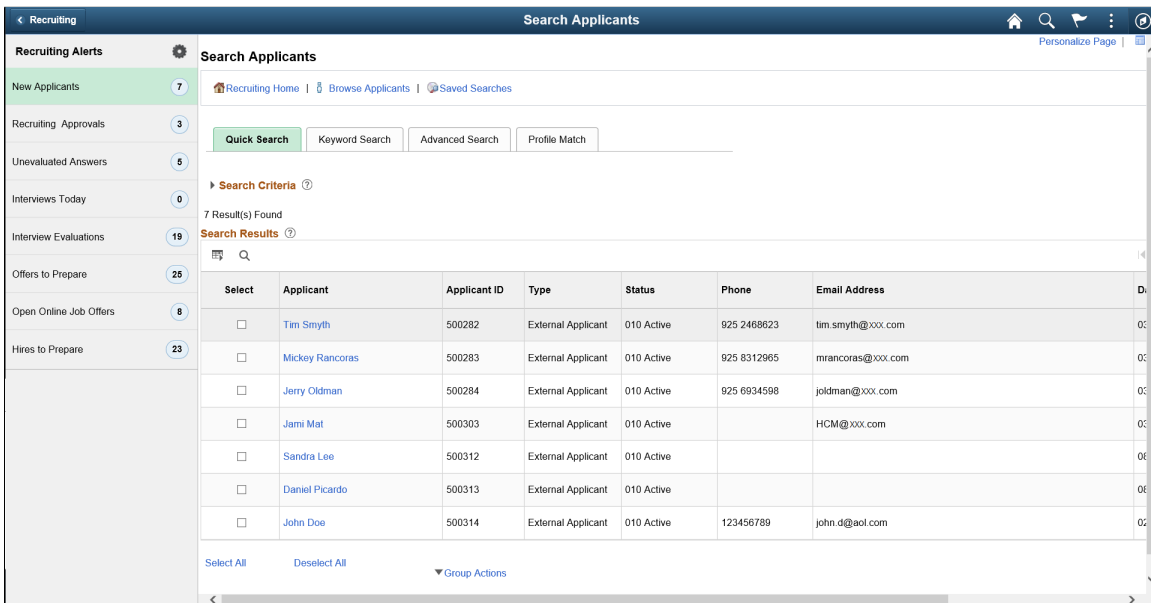 Recruiting
Search Applicants
Personalize Page |
Recruiting Alerts
New Applicants 7
Recruiting Approvals 3
Unevaluated Answers 5
Interviews Today 0
Interview Evaluations 19
Offers to Prepare 25
Open Online Job Offers 8
Hires to Prepare 23
Search Applicants
Recruiting Home | Browse Applicants | Saved Searches
Quick Search Keyword Search Advanced Search Profile Match
Search Criteria ?
7 Result(s) Found
Search Results ?
Select Applicant Applicant ID Type Status Phone Email Address
Tim Smyth 500282 External Applicant 010 Active 925 2468623 tim.smyth@xxx.com 03
Mickey Rancoras 500283 External Applicant 010 Active 925 8312965 mrancoras@xxx.com 03
Jerry Oldman 500284 External Applicant 010 Active 925 6934598 joldman@xxx.com 03
Jami Mat 500303 External Applicant 010 Active HCM@xxx.com 03
Sandra Lee 500312 External Applicant 010 Active 08
Daniel Picardo 500313 External Applicant 010 Active 08
John Doe 500314 External Applicant 010 Active 123456789 john.d@aol.com 02
Select All Deselect All Group Actions